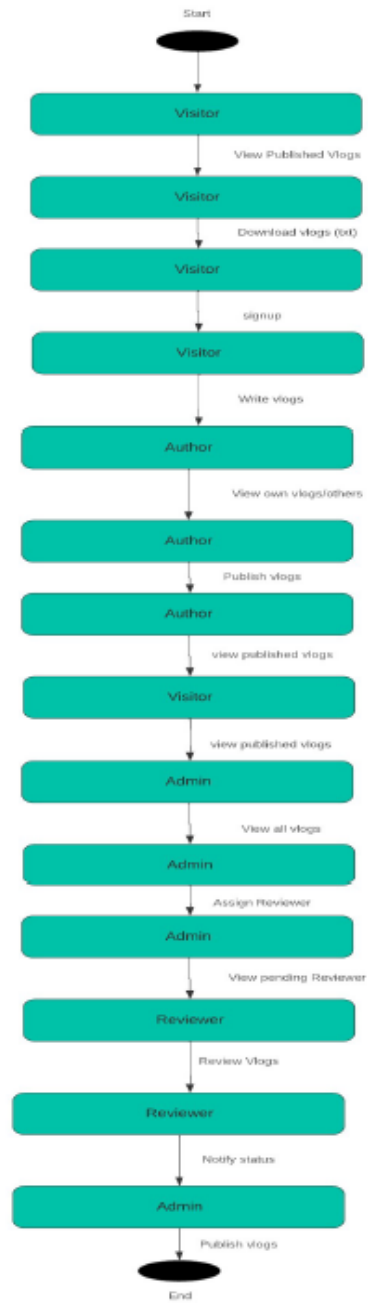 Start
Visitor
View Published Vlogs
Visitor
Download vlogs (txt)
Visitor
signup
Visitor
Write vlogs
Author
View own vlogs/others
Author
Publish vlogs
Author
view published vlogs
Visitor
view published vlogs
Admin
View all vlogs
Admin
Assign Reviewer
Admin
View pending Reviewer
Reviewer
Review Vlogs
Reviewer
Notify status
Admin
Publish vlogs
End